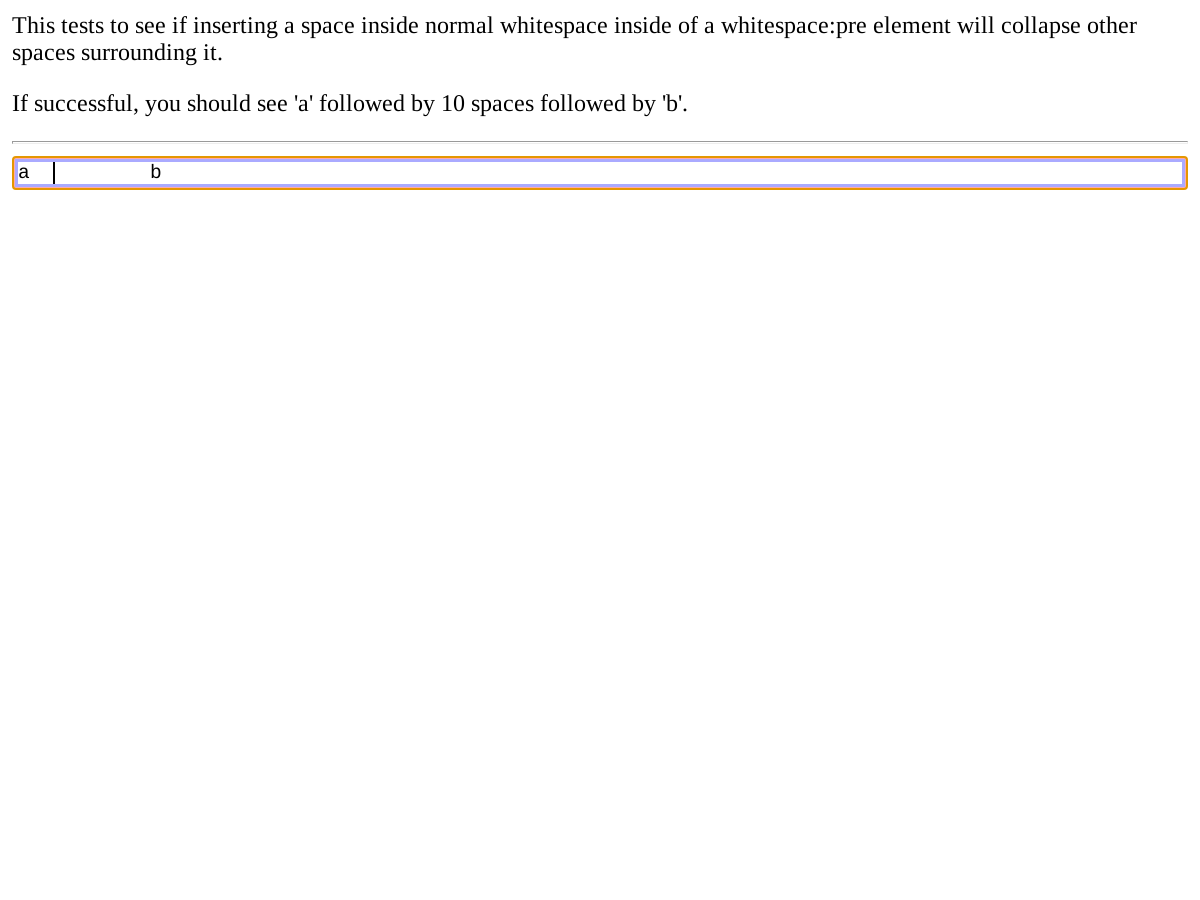 This tests to see if inserting a space inside normal whitespace inside of a whitespace:pre element will collapse other
spaces surrounding it.
If successful, you should see 'a' followed by 10 spaces followed by 'b'.
a          b